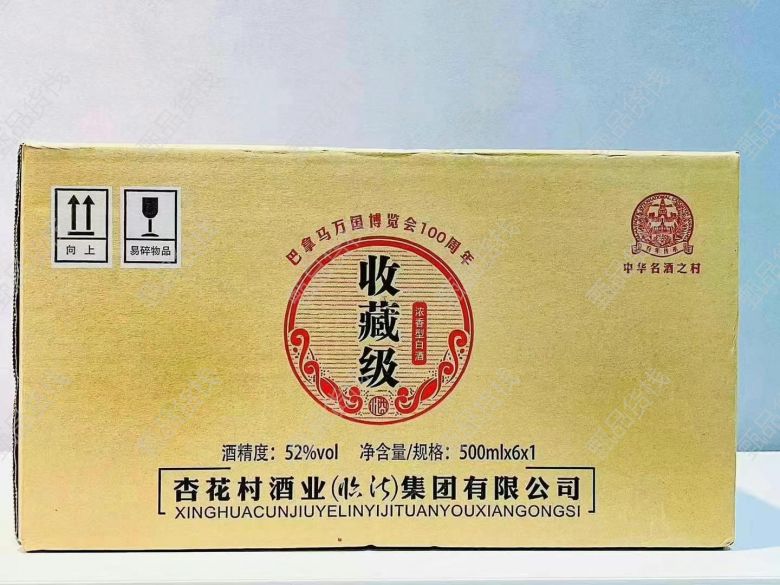 向上
易碎物品
巴拿马万国博览会100周年
收藏级
浓香型白酒
中华名酒之村
酒精度：52%vol 净含量/规格：500mlx6x1
杏花村酒业(临汾)集团有限公司
XINGHUACUNJIUYELINYIJITUANYOUXIANGONGSI